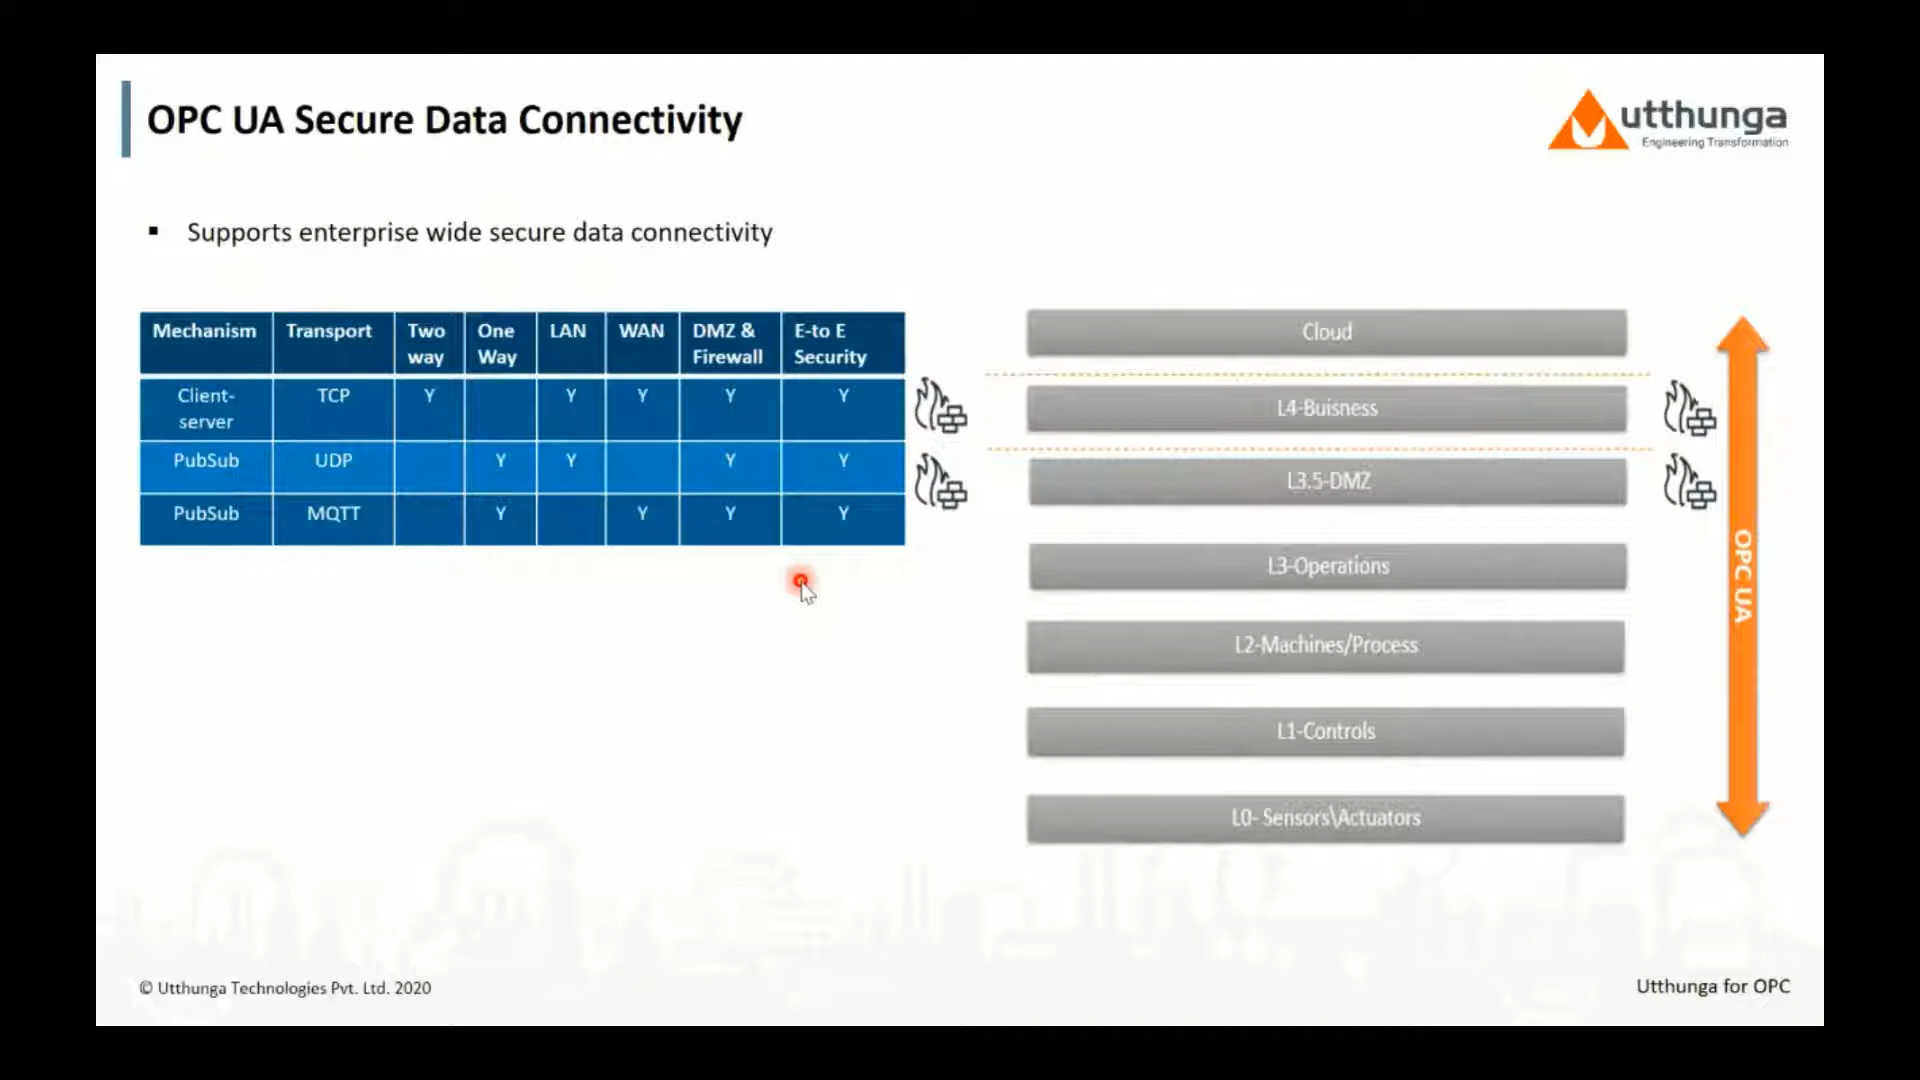 OPC UA Secure Data Connectivity
utthunga
Engineering Transformation
▪ Supports enterprise wide secure data connectivity
Mechanism Transport Two way One Way LAN WAN DMZ & Firewall E-to E Security
Client-server TCP Y Y Y Y Y
PubSub UDP Y Y Y Y
PubSub MQTT Y Y Y Y
Cloud
L4-Buisness
L3.5-DMZ
L3-Operations
L2-Machines/Process
L1-Controls
L0- Sensors\Actuators
OPC UA
© Utthunga Technologies Pvt. Ltd. 2020
Utthunga for OPC